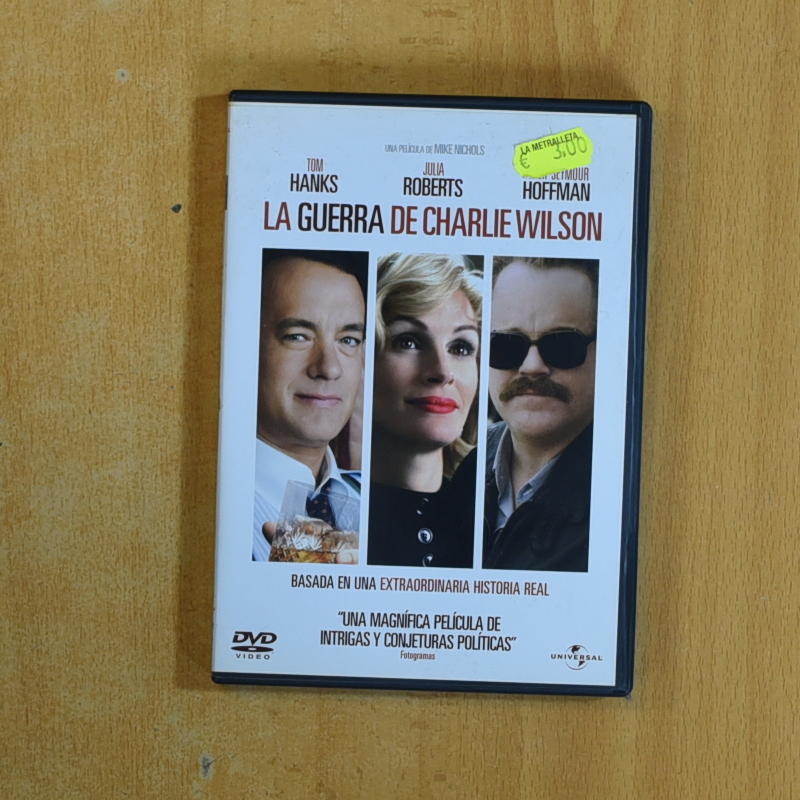 UNA PELÍCULA DE MIKE NICHOLS
LA METRALLETA
€ 3,00
TOM
HANKS
JULIA
ROBERTS
SEYMOUR
HOFFMAN
LA GUERRA DE CHARLIE WILSON
BASADA EN UNA EXTRAORDINARIA HISTORIA REAL
"UNA MAGNÍFICA PELÍCULA DE
INTRIGAS Y CONJETURAS POLÍTICAS"
Fotogramas
DVD
VIDEO
UNIVERSAL